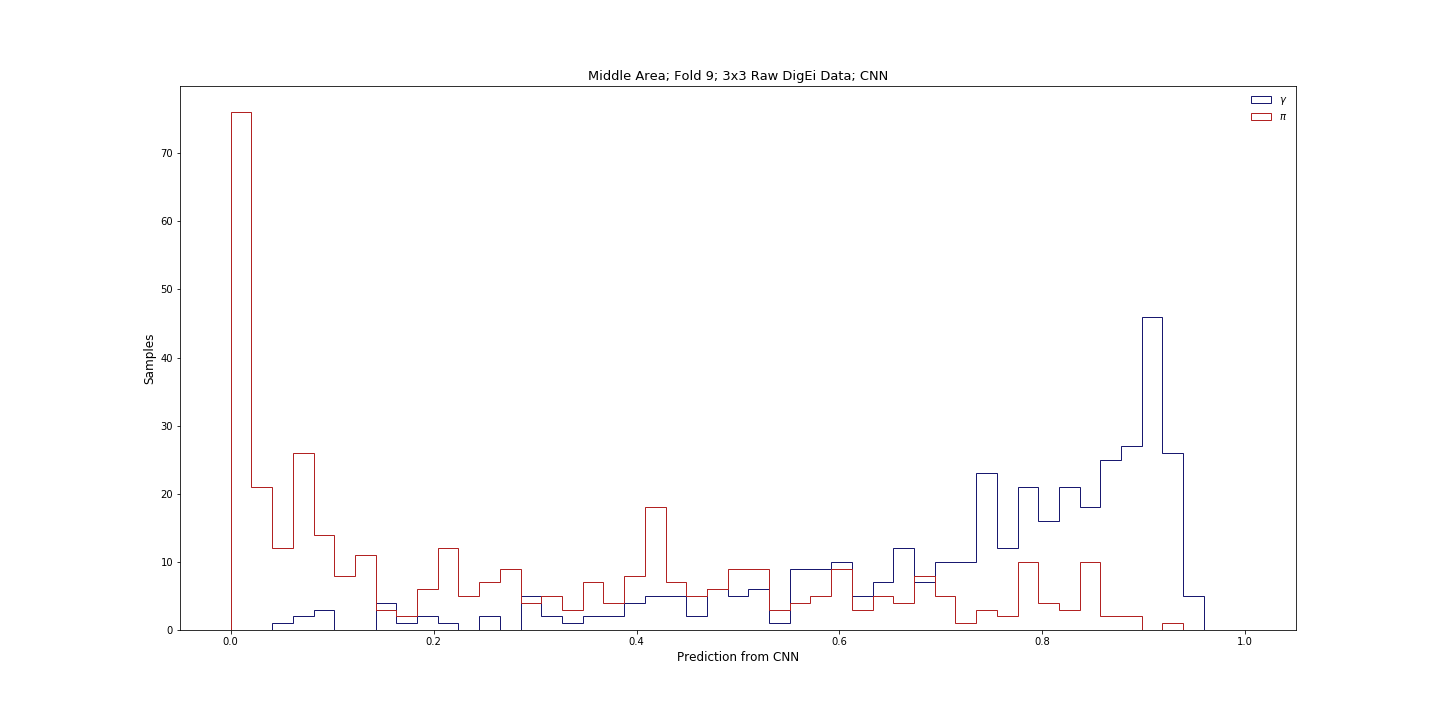 Middle Area; Fold 9; 3x3 Raw DigEi Data; CNN
γ
π
70
60
50
40
30
20
10
0
Samples
0.0 0.2 0.4 0.6 0.8 1.0
Prediction from CNN